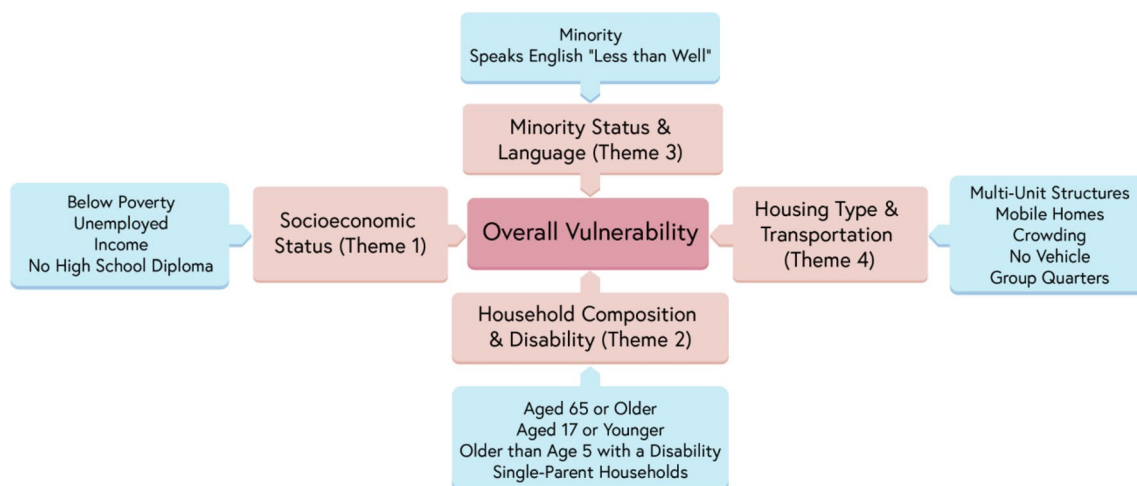 Minority
Speaks English "Less than Well"
Minority Status &
Language (Theme 3)
Below Poverty
Unemployed
Income
No High School Diploma
Socioeconomic
Status (Theme 1)
Overall Vulnerability
Housing Type &
Transportation
(Theme 4)
Multi-Unit Structures
Mobile Homes
Crowding
No Vehicle
Group Quarters
Household Composition
& Disability (Theme 2)
Aged 65 or Older
Aged 17 or Younger
Older than Age 5 with a Disability
Single-Parent Households